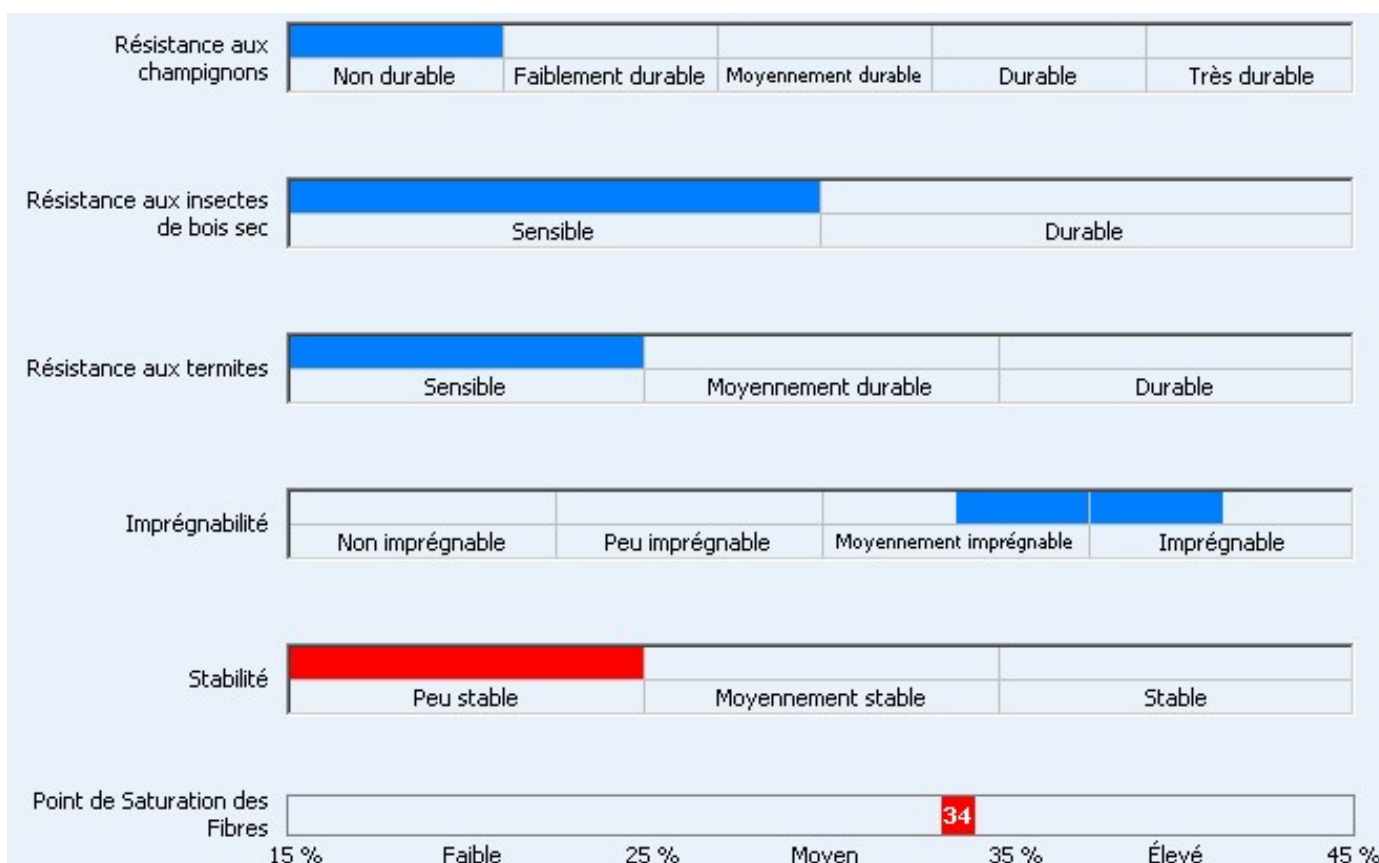 Résistance aux
champignons
Non durable Faiblement durable Moyennement durable Durable Très durable
Résistance aux insectes
de bois sec
Sensible Durable
Résistance aux termites
Sensible Moyennement durable Durable
Imprégnabilité
Non imprégnable Peu imprégnable Moyennement imprégnable Imprégnable
Stabilité
Peu stable Moyennement stable Stable
Point de Saturation des
Fibres
34
15 % Faible 25 % Moyen 35 % Élevé 45 %